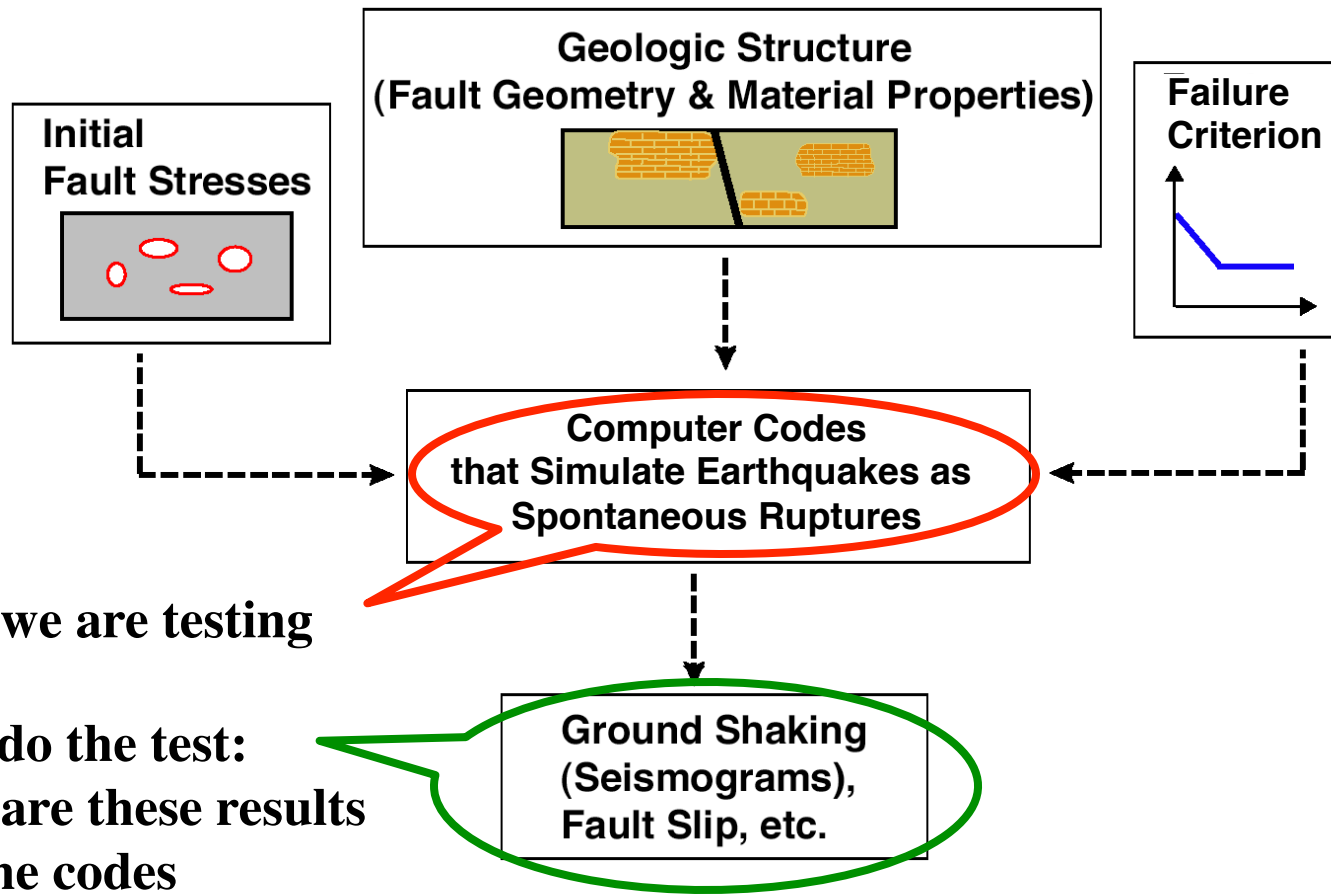 Geologic Structure
(Fault Geometry & Material Properties)
Initial
Fault Stresses
Failure
Criterion
Computer Codes
that Simulate Earthquakes as
Spontaneous Ruptures
we are testing
do the test:
are these results
codes
Ground Shaking
(Seismograms),
Fault Slip, etc.